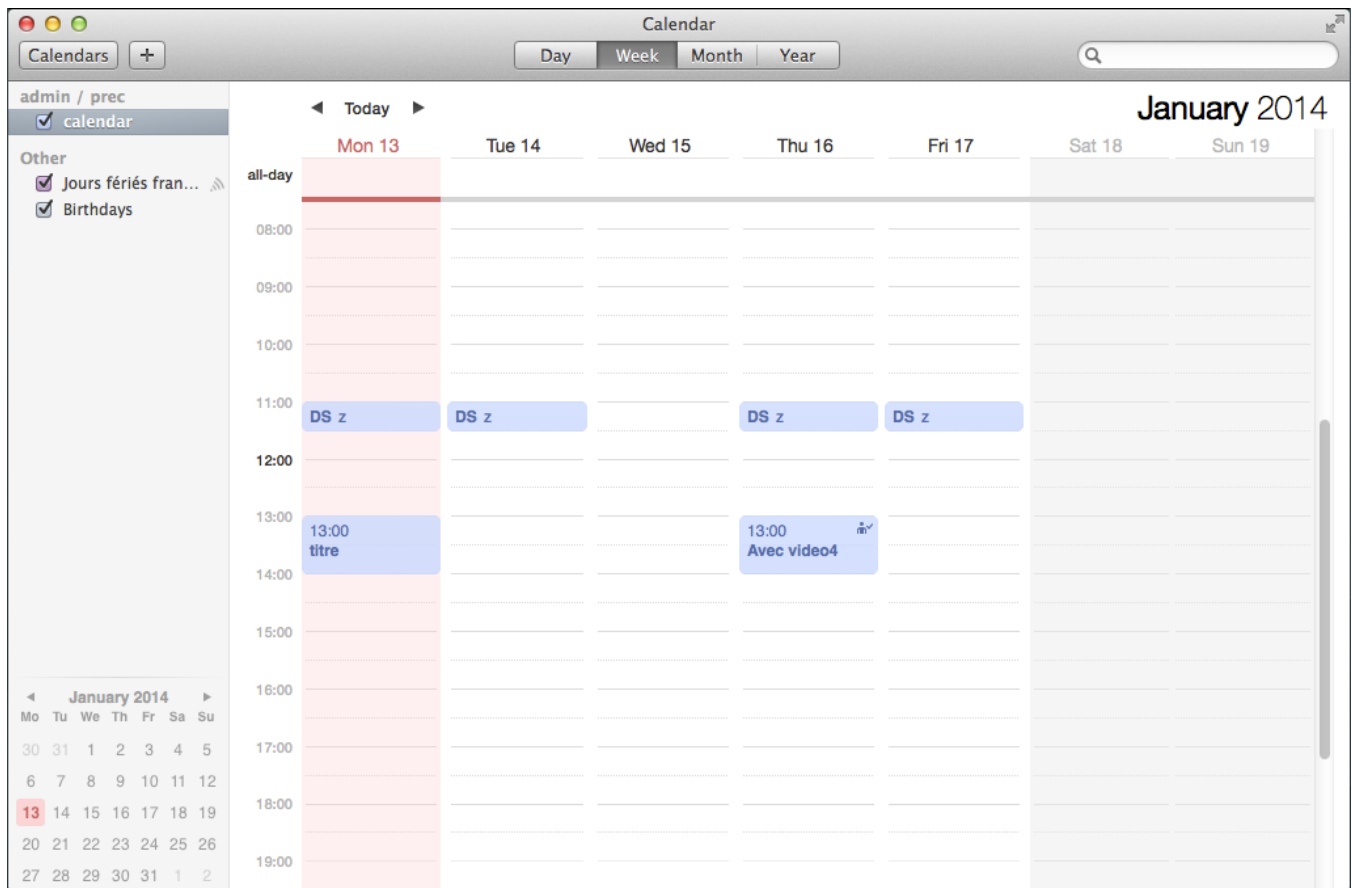 Calendar
Calendars + Day Week Month Year
admin / prec
calendar
Other
Jours fériés fran...
Birthdays
Today
January 2014
Mon 13 Tue 14 Wed 15 Thu 16 Fri 17 Sat 18 Sun 19
all-day
08:00
09:00
10:00
11:00
DS z DS z DS z DS z
12:00
13:00
13:00 13:00
titre Avec video4
14:00
15:00
16:00
17:00
18:00
19:00
January 2014
Mo Tu We Th Fr Sa Su
30 31 1 2 3 4 5
6 7 8 9 10 11 12
13 14 15 16 17 18 19
20 21 22 23 24 25 26
27 28 29 30 31 1 2